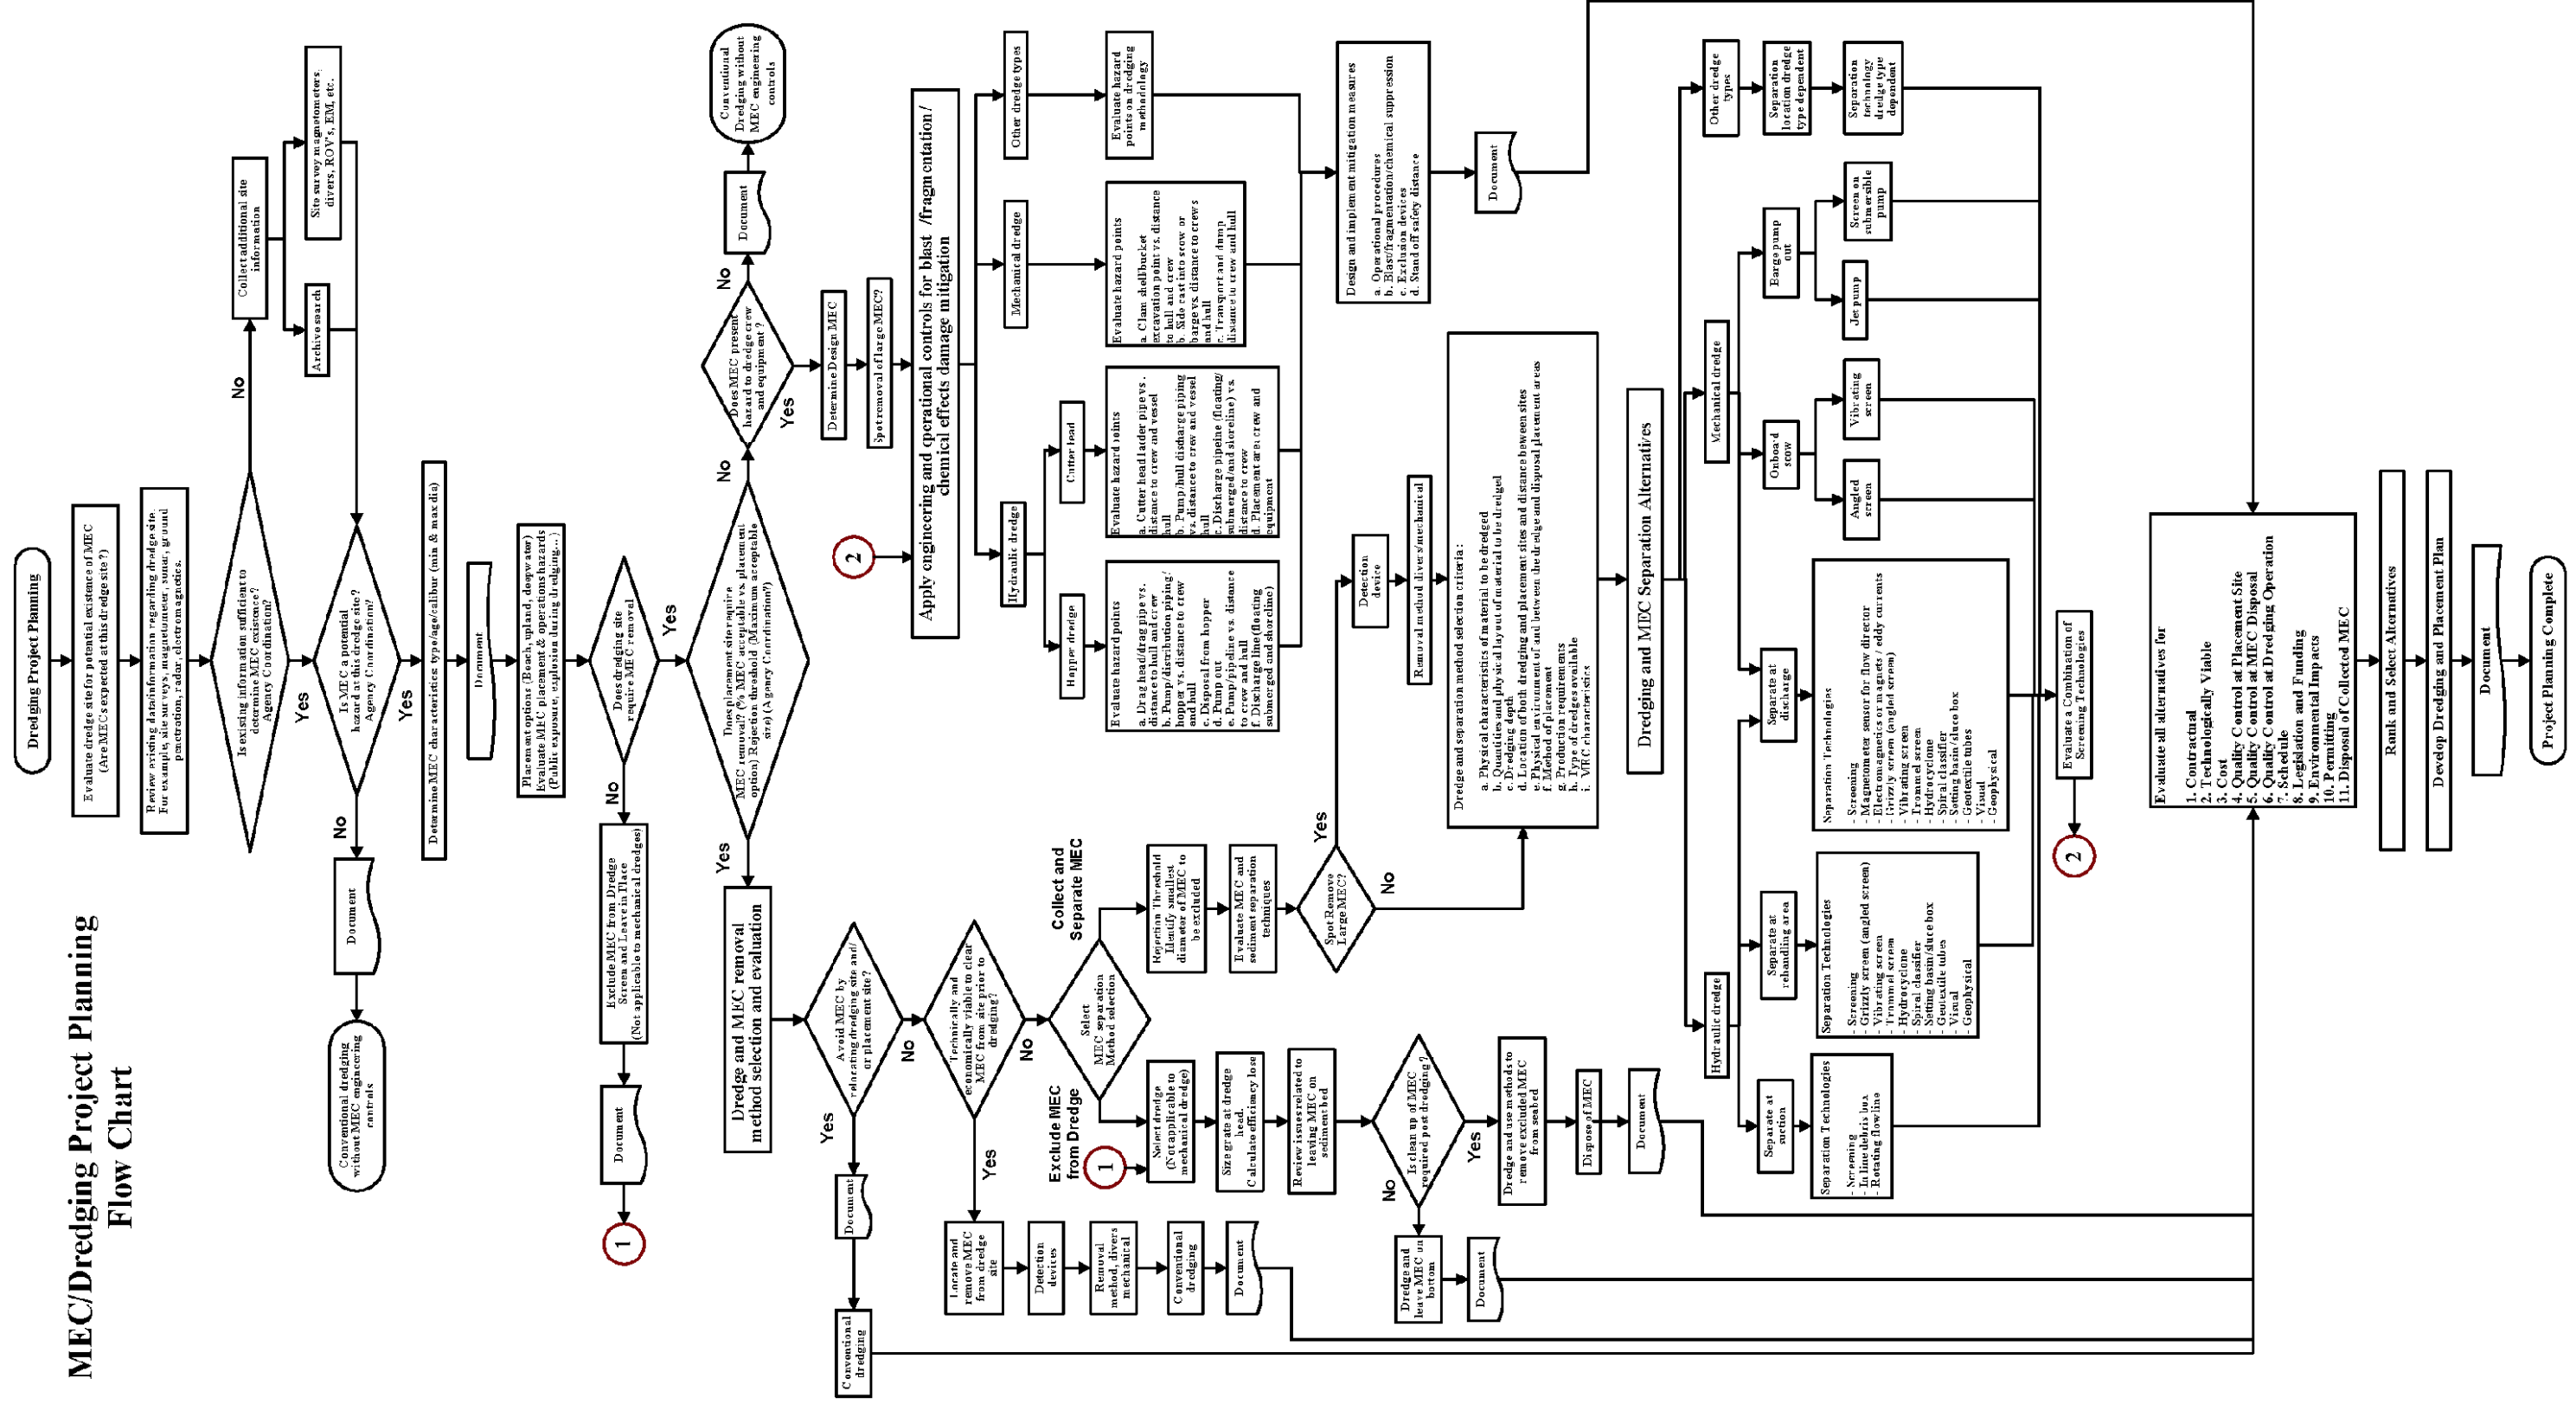 MEC/Dredging Project Planning
Flow Chart
Dredging Project Planning
Evaluate dredge site for potential existence of MEC
(Are MECs expected at this dredge site?)
Review existing data/information regarding dredge site.
For example, site surveys, magnetometer, sonar, ground
penetration, radar, electromagnetics.
Is existing information sufficient to
determine MEC existence?
Agency Coordination?
No
Yes
Collect additional site
information
Archive search
Site survey magnetometers,
divers, ROV's, EM, etc.
Is MEC a potential
hazard at this dredge site?
Agency Coordination?
No
Yes
Document
Conventional dredging
without MEC engineering
controls
Determine MEC characteristics type/age/calibur (min & max dia)
Document
Placement options (Beach, upland, deepwater)
Evaluate MEC placement & operations hazards
(Public exposure, explosion during dredging...)
Does dredging site
require MEC removal
No
Yes
Exclude MEC from Dredge
Screen and Leave in Place
(Not applicable to mechanical dredges)
Document
1
Does placement site require
MEC removal? (% MEC acceptable vs. placement
option) Rejection threshold (Maximum acceptable
size) (Agency Coordination?)
No
Yes
Does MEC present
hazard to dredge crew
and equipment ?
No
Yes
Document
Conventional
Dredging without
MEC engineering
controls
Determine Design MEC
Spot removal of large MEC?
2
Apply engineering and operational controls for blast /fragmentation /
chemical effects damage mitigation
Hydraulic dredge
Mechanical dredge
Other dredge types
Hopper dredge
Cutter head
Evaluate hazard points
a. Drag head/drag pipe vs.
distance to hull and crew
b. Pump/distribution piping/
hopper vs. distance to crew
and hull
c. Disposal from hopper
d. Pump out
e. Pump/pipeline vs. distance
to crew and hull
f. Discharge line (floating
submerged and shoreline)
Evaluate hazard points
a. Cutter head ladder pipe vs.
distance to crew and vessel
hull
b. Pump/hull discharge piping
vs. distance to crew and vessel
hull
c. Discharge pipeine (floating/
submerged/and shoreline) vs.
distance to crew
d. Placement area crew and
equipment
Evaluate hazard points
a. Clam shell bucket
excavation point vs. distance
to hull and crew
b. Side cast into scow or
barge vs. distance to crews
and hull
c. Transport and dump
distance to crew and hull
Evaluate hazard
points on dredging
methodology
Design and implement mitigation measures
a. Operational procedures
b. Blast/fragmentation/chemical suppression
c. Exclusion devices
d. Stand off safety distance
Document
Dredge and MEC removal
method selection and evaluation
Avoid MEC by
relocating dredging site and/
or placement site?
Yes
No
Document
Conventional
dredging
Technically and
economically viable to clear
MEC from site prior to
dredging?
Yes
No
Locate and
remove MEC
from dredge
site
Detection
devices
Removal
method, divers
mechanical
Conventional
dredging
Document
Select
MEC separation
Method selection
Exclude MEC
from Dredge
Collect and
Separate MEC
1
Select dredge
(Not applicable to
mechanical dredge)
Size grate at dredge
head.
Calculate efficiency lose
Review issues related to
leaving MEC on
sediment bed
Is clean up of MEC
required post dredging?
No
Yes
Dredge and
leave MEC on
bottom
Document
Dredge and use methods to
remove excluded MEC
from seabed
Dispose of MEC
Document
Rejection Threshold
Identify smallest
diameter of MEC to
be excluded
Evaluate MEC and
sediment separation
techniques
Spot Remove
Large MEC?
Yes
No
Detection
device
Removal method divers/mechanical
Dredge and separation method selection criteria:
a. Physical characteristics of material to be dredged
b. Quantities and physical layout of material to be dredged
c. Dredging depth
d. Location of both dredging and placement sites and distance between sites
e. Physical environment of and between the dredge and disposal placement areas
f. Method of placement
g. Production requirements
h. Type of dredges available
i. MEC characteristics
Dredging and MEC Separation Alternatives
Hydraulic dredge
Mechanical dredge
Other dredge
types
Separate at
suction
Separate at
rehandling area
Separate at
discharge
Onboard
scow
Barge pump
out
Separation
location dredge
type dependent
Separation Technologies
- Screening
- In line debris box
- Rotating flowline
Separation Technologies
- Screening
- Grizzly screen (angled screen)
- Vibrating screen
- Trommel screen
- Hydrocyclone
- Spiral classifier
- Setting basin/sluce box
- Geotextile tubes
- Visual
- Geophysical
Separation Technologies
- Screening
- Magnetometer sensor for flow director
- Electromagnetics or magnets / eddy currents
- Grizzly screen (angled screen)
- Vibrating screen
- Trommel screen
- Hydrocyclone
- Spiral classifier
- Setting basin/sluce box
- Geotextile tubes
- Visual
- Geophysical
Angled
screen
Vibrating
screen
Jet pump
Screen on
submersible
pump
Separation
technology
dredge type
dependent
Evaluate a Combination of
Screening Technologies
2
Evaluate all alternatives for
1. Contractual
2. Technologically Viable
3. Cost
4. Quality Control at Placement Site
5. Quality Control at MEC Disposal
6. Quality Control at Dredging Operation
7. Schedule
8. Legislation and Funding
9. Environmental Impacts
10. Permitting
11. Disposal of Collected MEC
Rank and Select Alternatives
Develop Dredging and Placement Plan
Document
Project Planning Complete